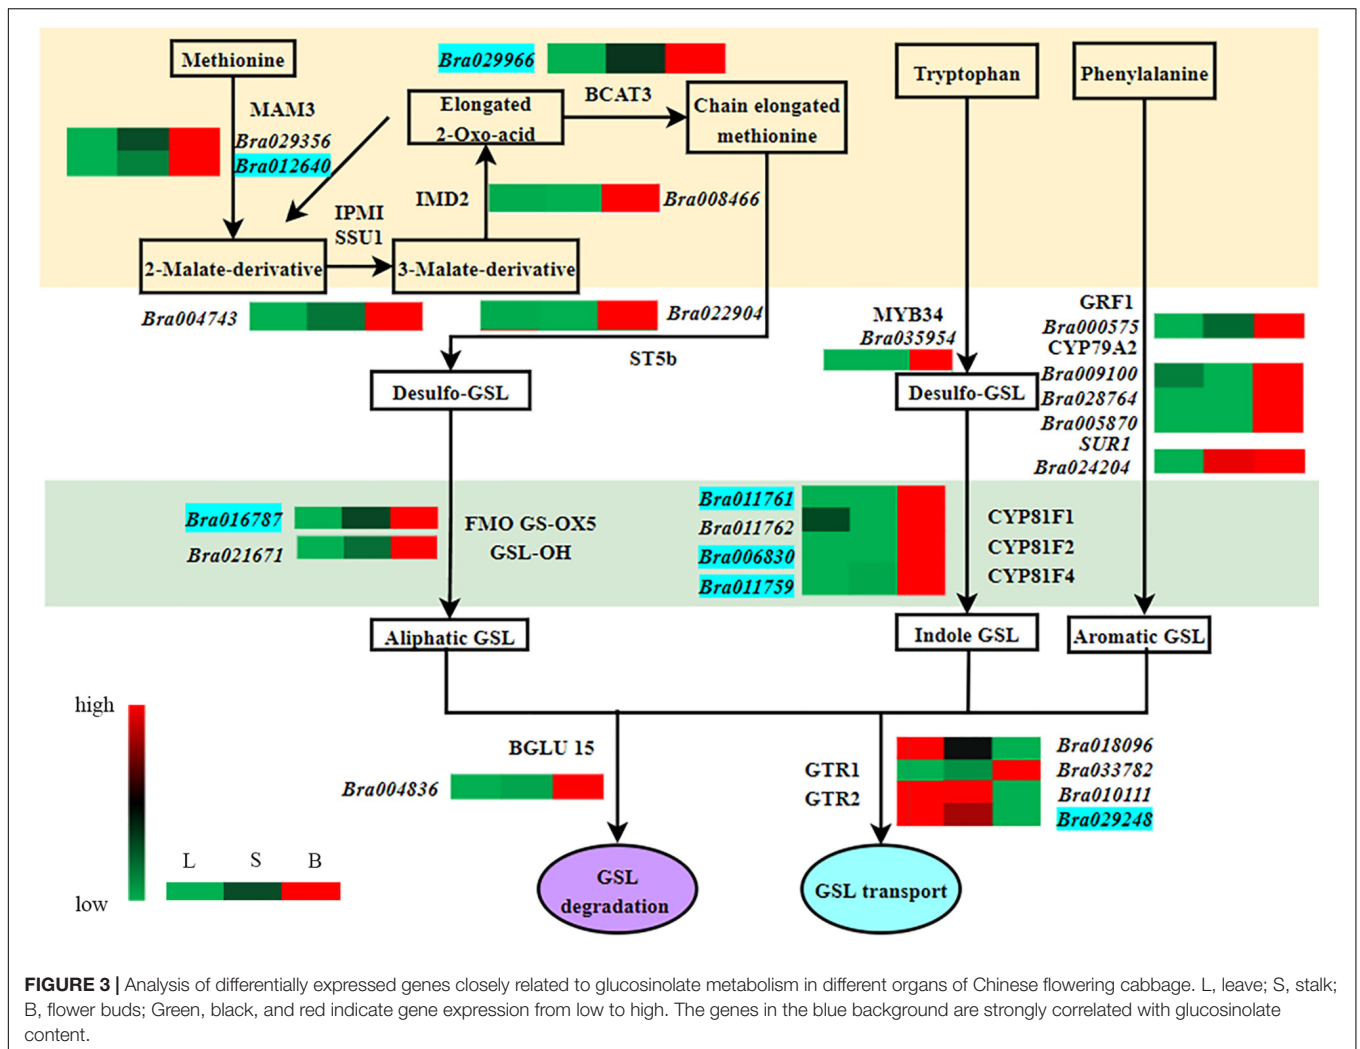 Methionine
Bra029966
Tryptophan
Phenylalanine
MAM3
Bra029356
Bra012640
Elongated
2-Oxo-acid
BCAT3
Chain elongated
methionine
IMD2
Bra008466
IPMI
SSU1
2-Malate-derivative
3-Malate-derivative
Bra004743
Bra022904
ST5b
MYB34
Bra035954
GRF1
Bra000575
CYP79A2
Bra009100
Bra028764
Bra005870
SUR1
Bra024204
Desulfo-GSL
Desulfo-GSL
Bra016787
Bra021671
FMO GS-OX5
GSL-OH
Bra011761
Bra011762
Bra006830
Bra011759
CYP81F1
CYP81F2
CYP81F4
Aliphatic GSL
Indole GSL
Aromatic GSL
high
low
L S B
BGLU 15
Bra004836
GTR1
GTR2
Bra018096
Bra033782
Bra010111
Bra029248
GSL
degradation
GSL transport
FIGURE 3 | Analysis of differentially expressed genes closely related to glucosinolate metabolism in different organs of Chinese flowering cabbage. L, leave; S, stalk;
B, flower buds; Green, black, and red indicate gene expression from low to high. The genes in the blue background are strongly correlated with glucosinolate
content.